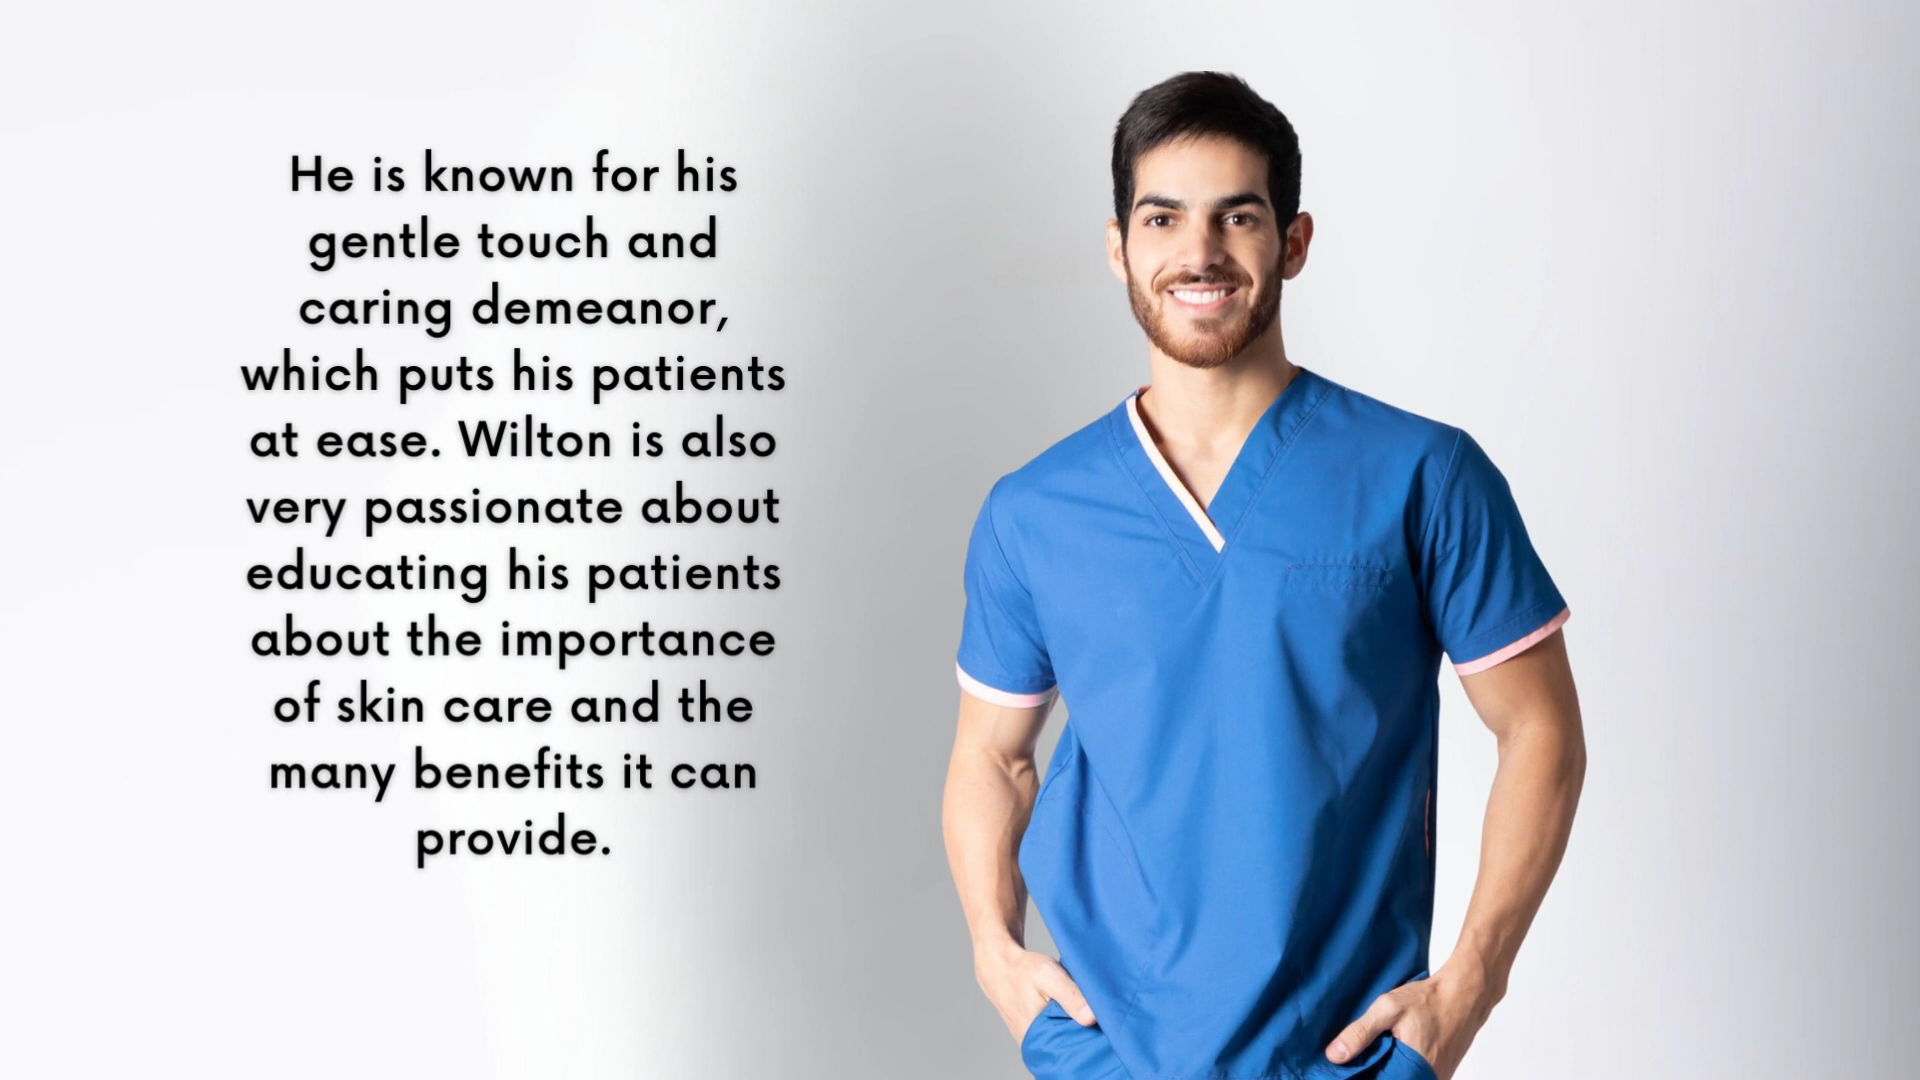 He is known for his
gentle touch and
caring demeanor,
which puts his patients
at ease. Wilton is also
very passionate about
educating his patients
about the importance
of skin care and the
many benefits it can
provide.